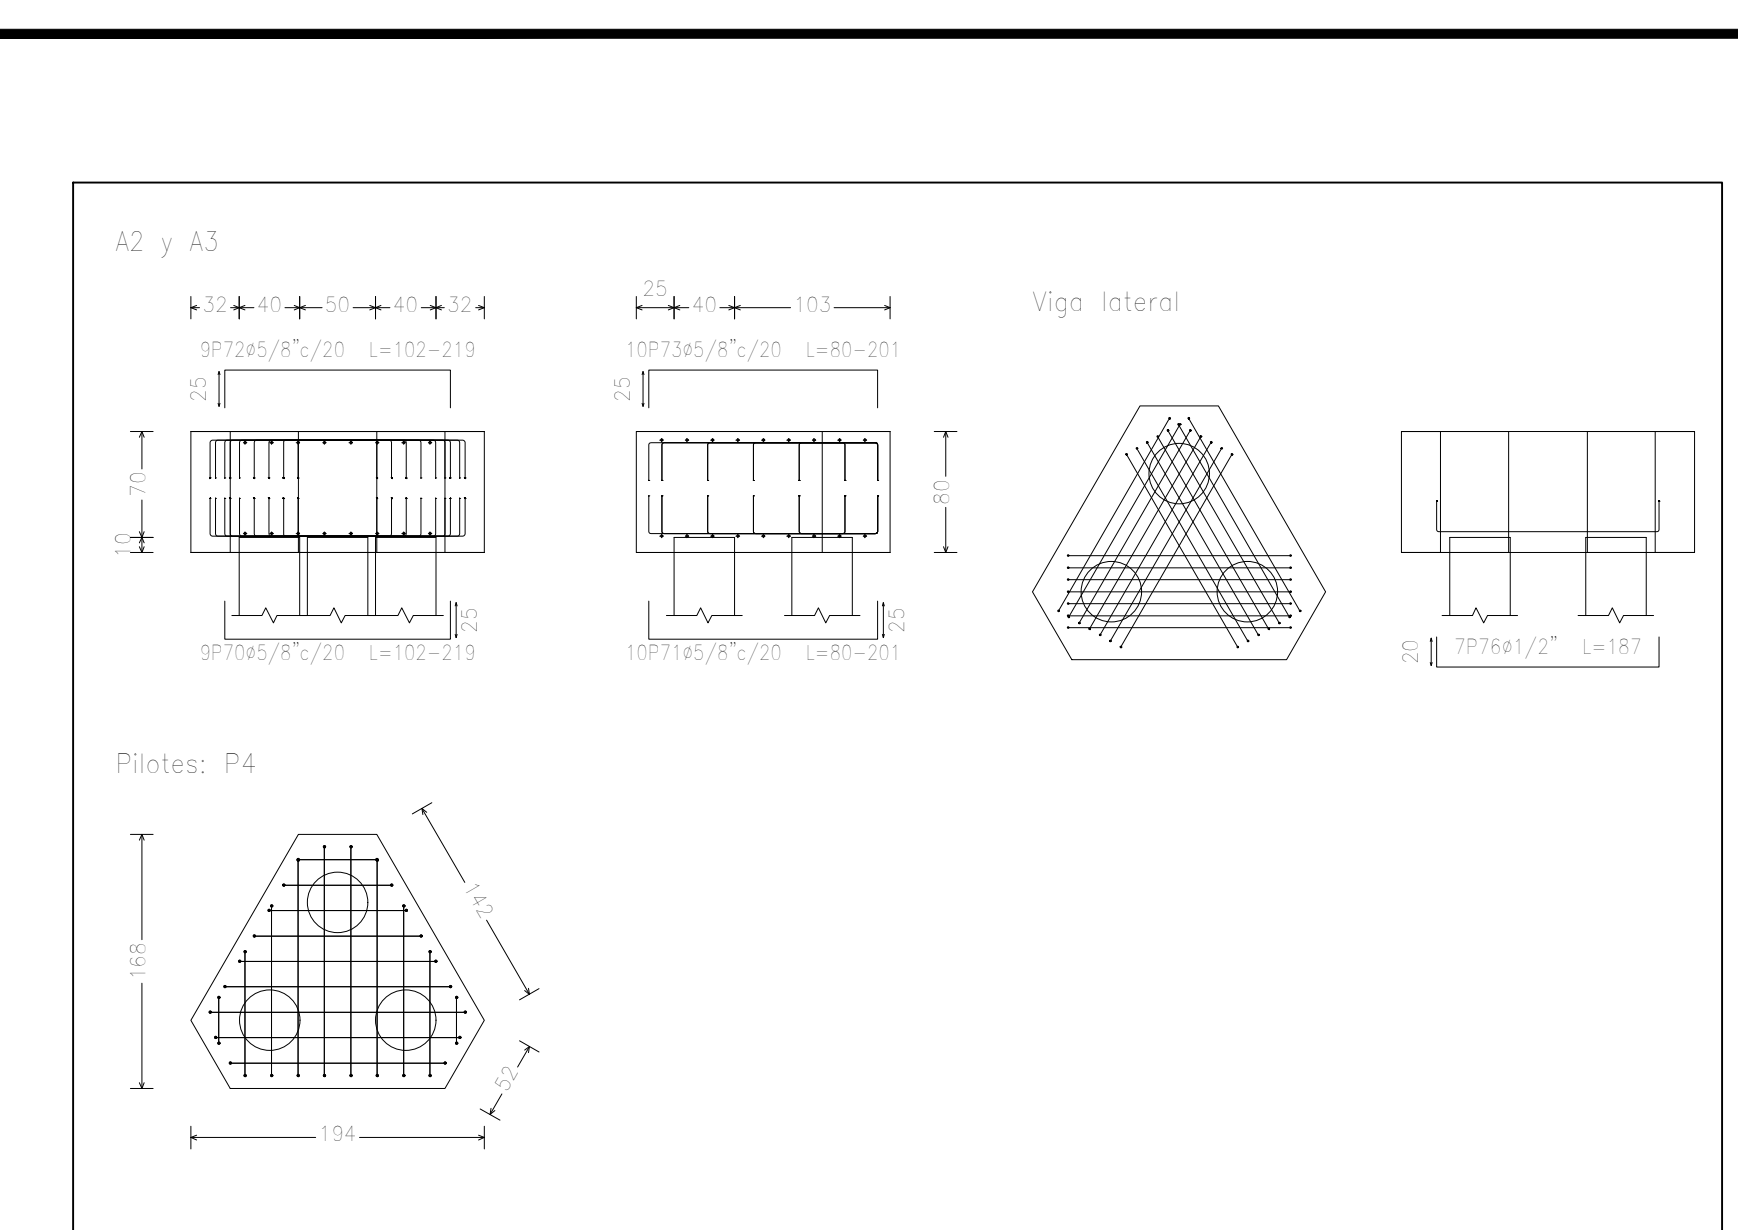 A2 y A3
32 40 50 40 32
25
40 103
Viga lateral
9P72ø5/8"c/20 L=102-219
10P73ø5/8"c/20 L=80-201
25
25
70
10
80
25
25
9P70ø5/8"c/20 L=102-219
10P71ø5/8"c/20 L=80-201
20
7P76ø1/2" L=187
Pilotes: P4
142
168
52
194